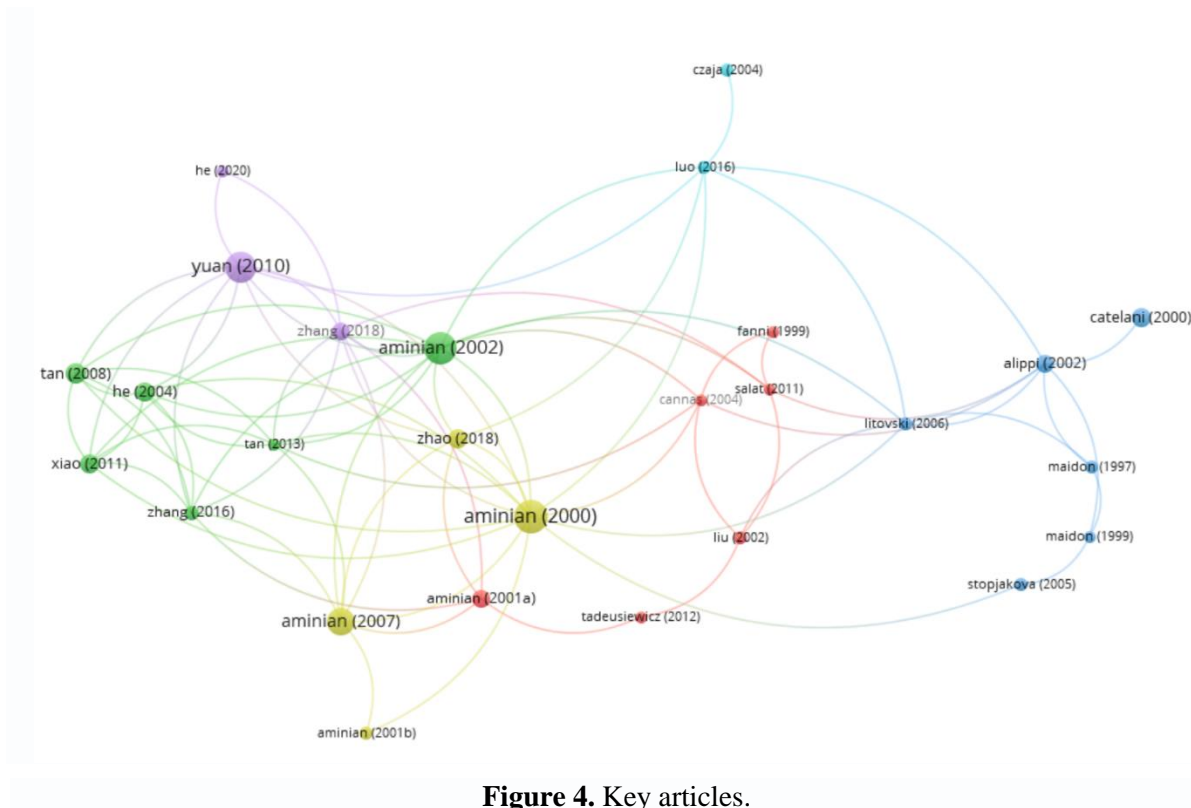 czaja (2004)
luo (2016)
he (2020)
yuan (2010)
catelani (2000)
zhang (2018)
fanni (1999)
aminian (2002)
alippi (2002)
tan (2008)
he (2004)
salat (2011)
cannas (2004)
litovski (2006)
zhao (2018)
tan (2013)
xiao (2011)
maidon (1997)
zhang (2016)
aminian (2000)
liu (2002)
maidon (1999)
stopjakova (2005)
aminian (2001a)
tadeusiewicz (2012)
aminian (2007)
aminian (2001b)
Figure 4. Key articles.